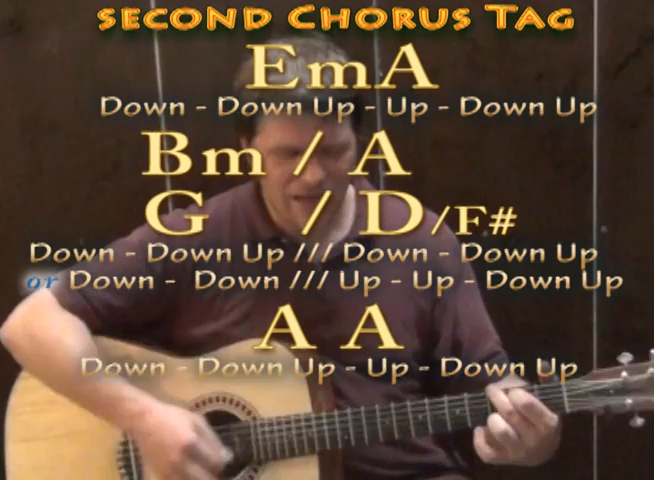 SECOND CHORUS TAG
EmA
Down - Down Up - Up - Down Up
Bm / A
G / D/F#
Down - Down Up /// Down - Down Up
or Down - Down /// Up - Up - Down Up
A A
Down - Down Up - Up - Down Up